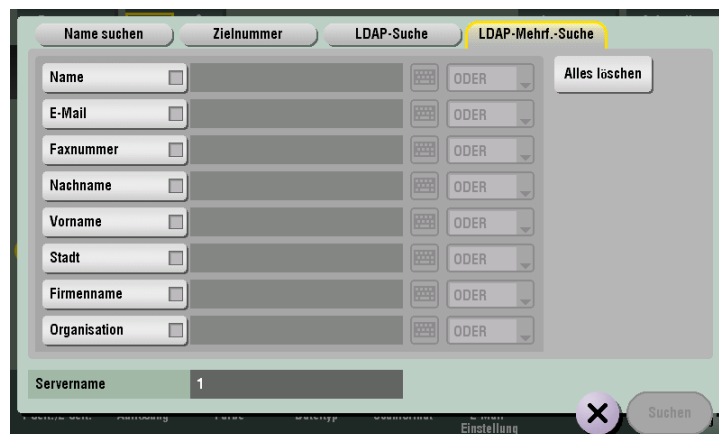 Name suchen Zielnummer LDAP-Suche LDAP-Mehrf.-Suche
Name ODER Alles löschen
E-Mail ODER
Faxnummer ODER
Nachname ODER
Vorname ODER
Stadt ODER
Firmenname ODER
Organisation ODER
Servername 1
Suchen
Einstellung